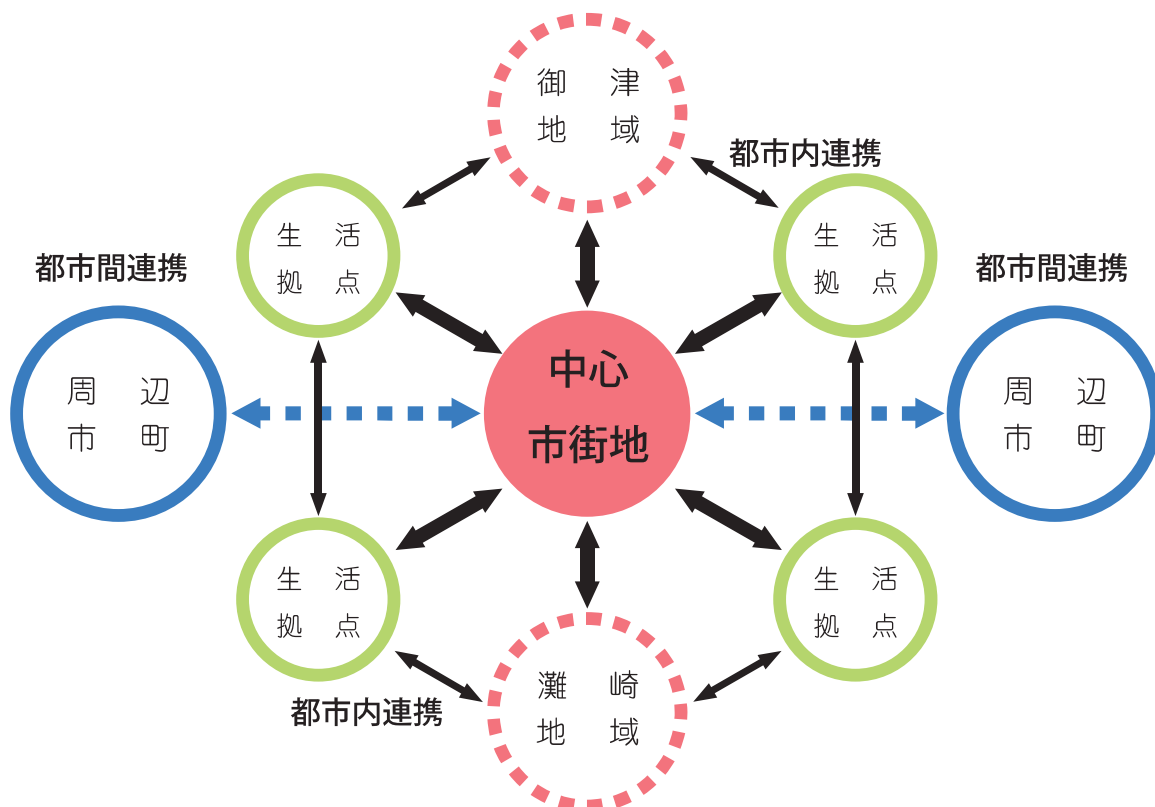 御津
地域
都市内連携
生活
拠点
生活
拠点
都市間連携
都市間連携
周辺
市町
中心
市街地
周辺
市町
生活
拠点
生活
拠点
灘崎
地域
都市内連携